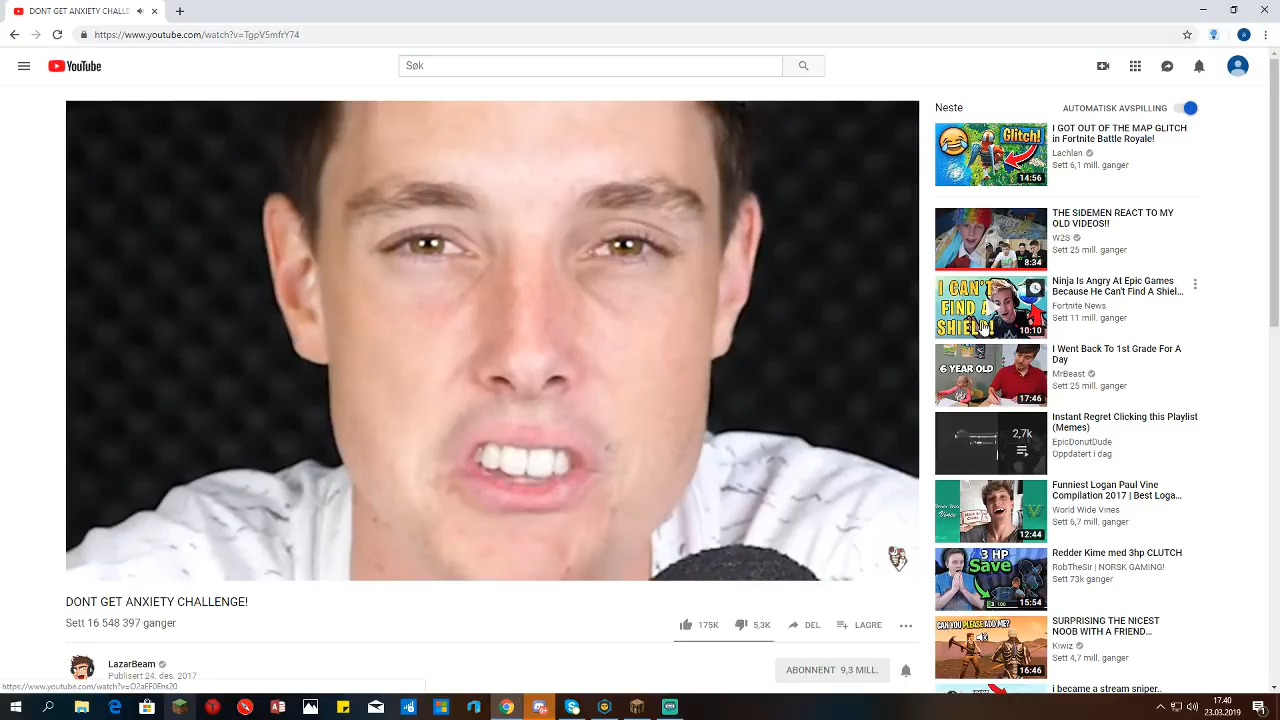 DONT GET ANXIETY CHALLE
https://www.youtube.com/watch?v=TgpV5mfrY74
YouTube
Søk
Neste
AUTOMATISK AVSPILLING
Glitch!
14:56
I GOT OUT OF THE MAP GLITCH
in Fortnite Battle Royale!
Lachlan
Sett 6,1 mill. ganger
8:34
THE SIDEMEN REACT TO MY
OLD VIDEOS!!
W2S
Sett 25 mill. ganger
I CAN'T
FIND A
SHIELD!
10:10
Ninja Is Angry At Epic Games
Because He Can't Find A Shiel...
Fortnite News
Sett 11 mill. ganger
6 YEAR OLD
17:46
I Went Back To 1st Grade For A
Day
MrBeast
Sett 25 mill. ganger
2,7k
Instant Regret Clicking this Playlist
(Memes)
EpicDonutDude
Oppdatert i dag
12:44
Funniest Logan Paul Vine
Compilation 2017 | Best Loga...
World Wide Vines
Sett 6,7 mill. ganger
3 HP
Save
100
15:54
Redder Kime med 3hp CLUTCH
RobTheSir | NORSK GAMING!
Sett 73k ganger
CAN YOU PLEASE ADD ME?
16:46
SURPRISING THE NICEST
NOOB WITH A FRIEND...
Kiwiz
Sett 4,7 mill. ganger
i became a stream sniper..
DONT GET ANXIETY CHALLENGE!
Sett 16 548 397 ganger
175K
5,3K
DEL
LAGRE
LazarBeam
Publisert 24. des. 2017
ABONNENT 9,3 MILL.
17.40
23.03.2019